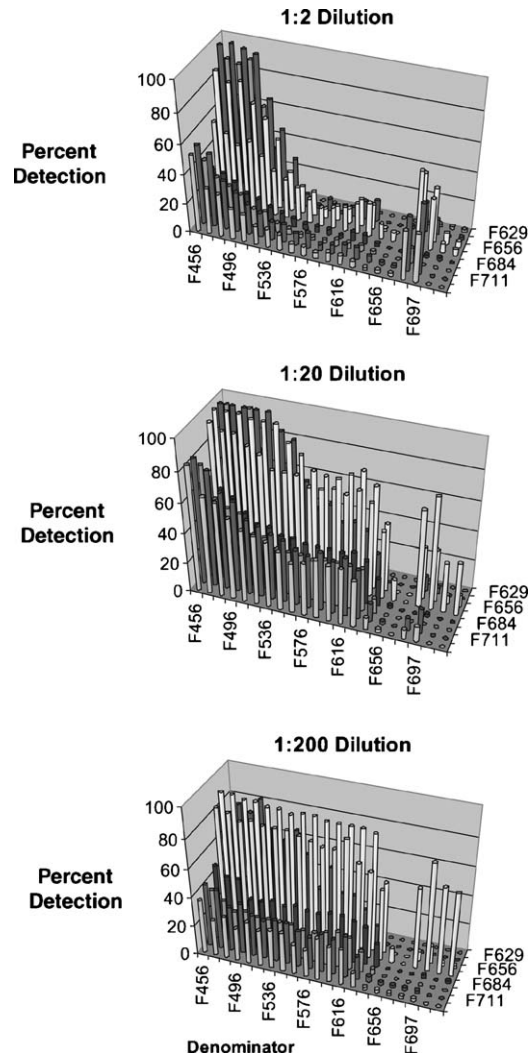 1:2 Dilution
100
80
60
40
20
0
Percent
Detection
F456
F496
F536
F576
F616
F656
F697
F629
F656
F684
F711
1:20 Dilution
100
80
60
40
20
0
Percent
Detection
F456
F496
F536
F576
F616
F656
F697
F629
F656
F684
F711
1:200 Dilution
100
80
60
40
20
0
Percent
Detection
F456
F496
F536
F576
F616
F656
F697
F629
F656
F684
F711
Denominator